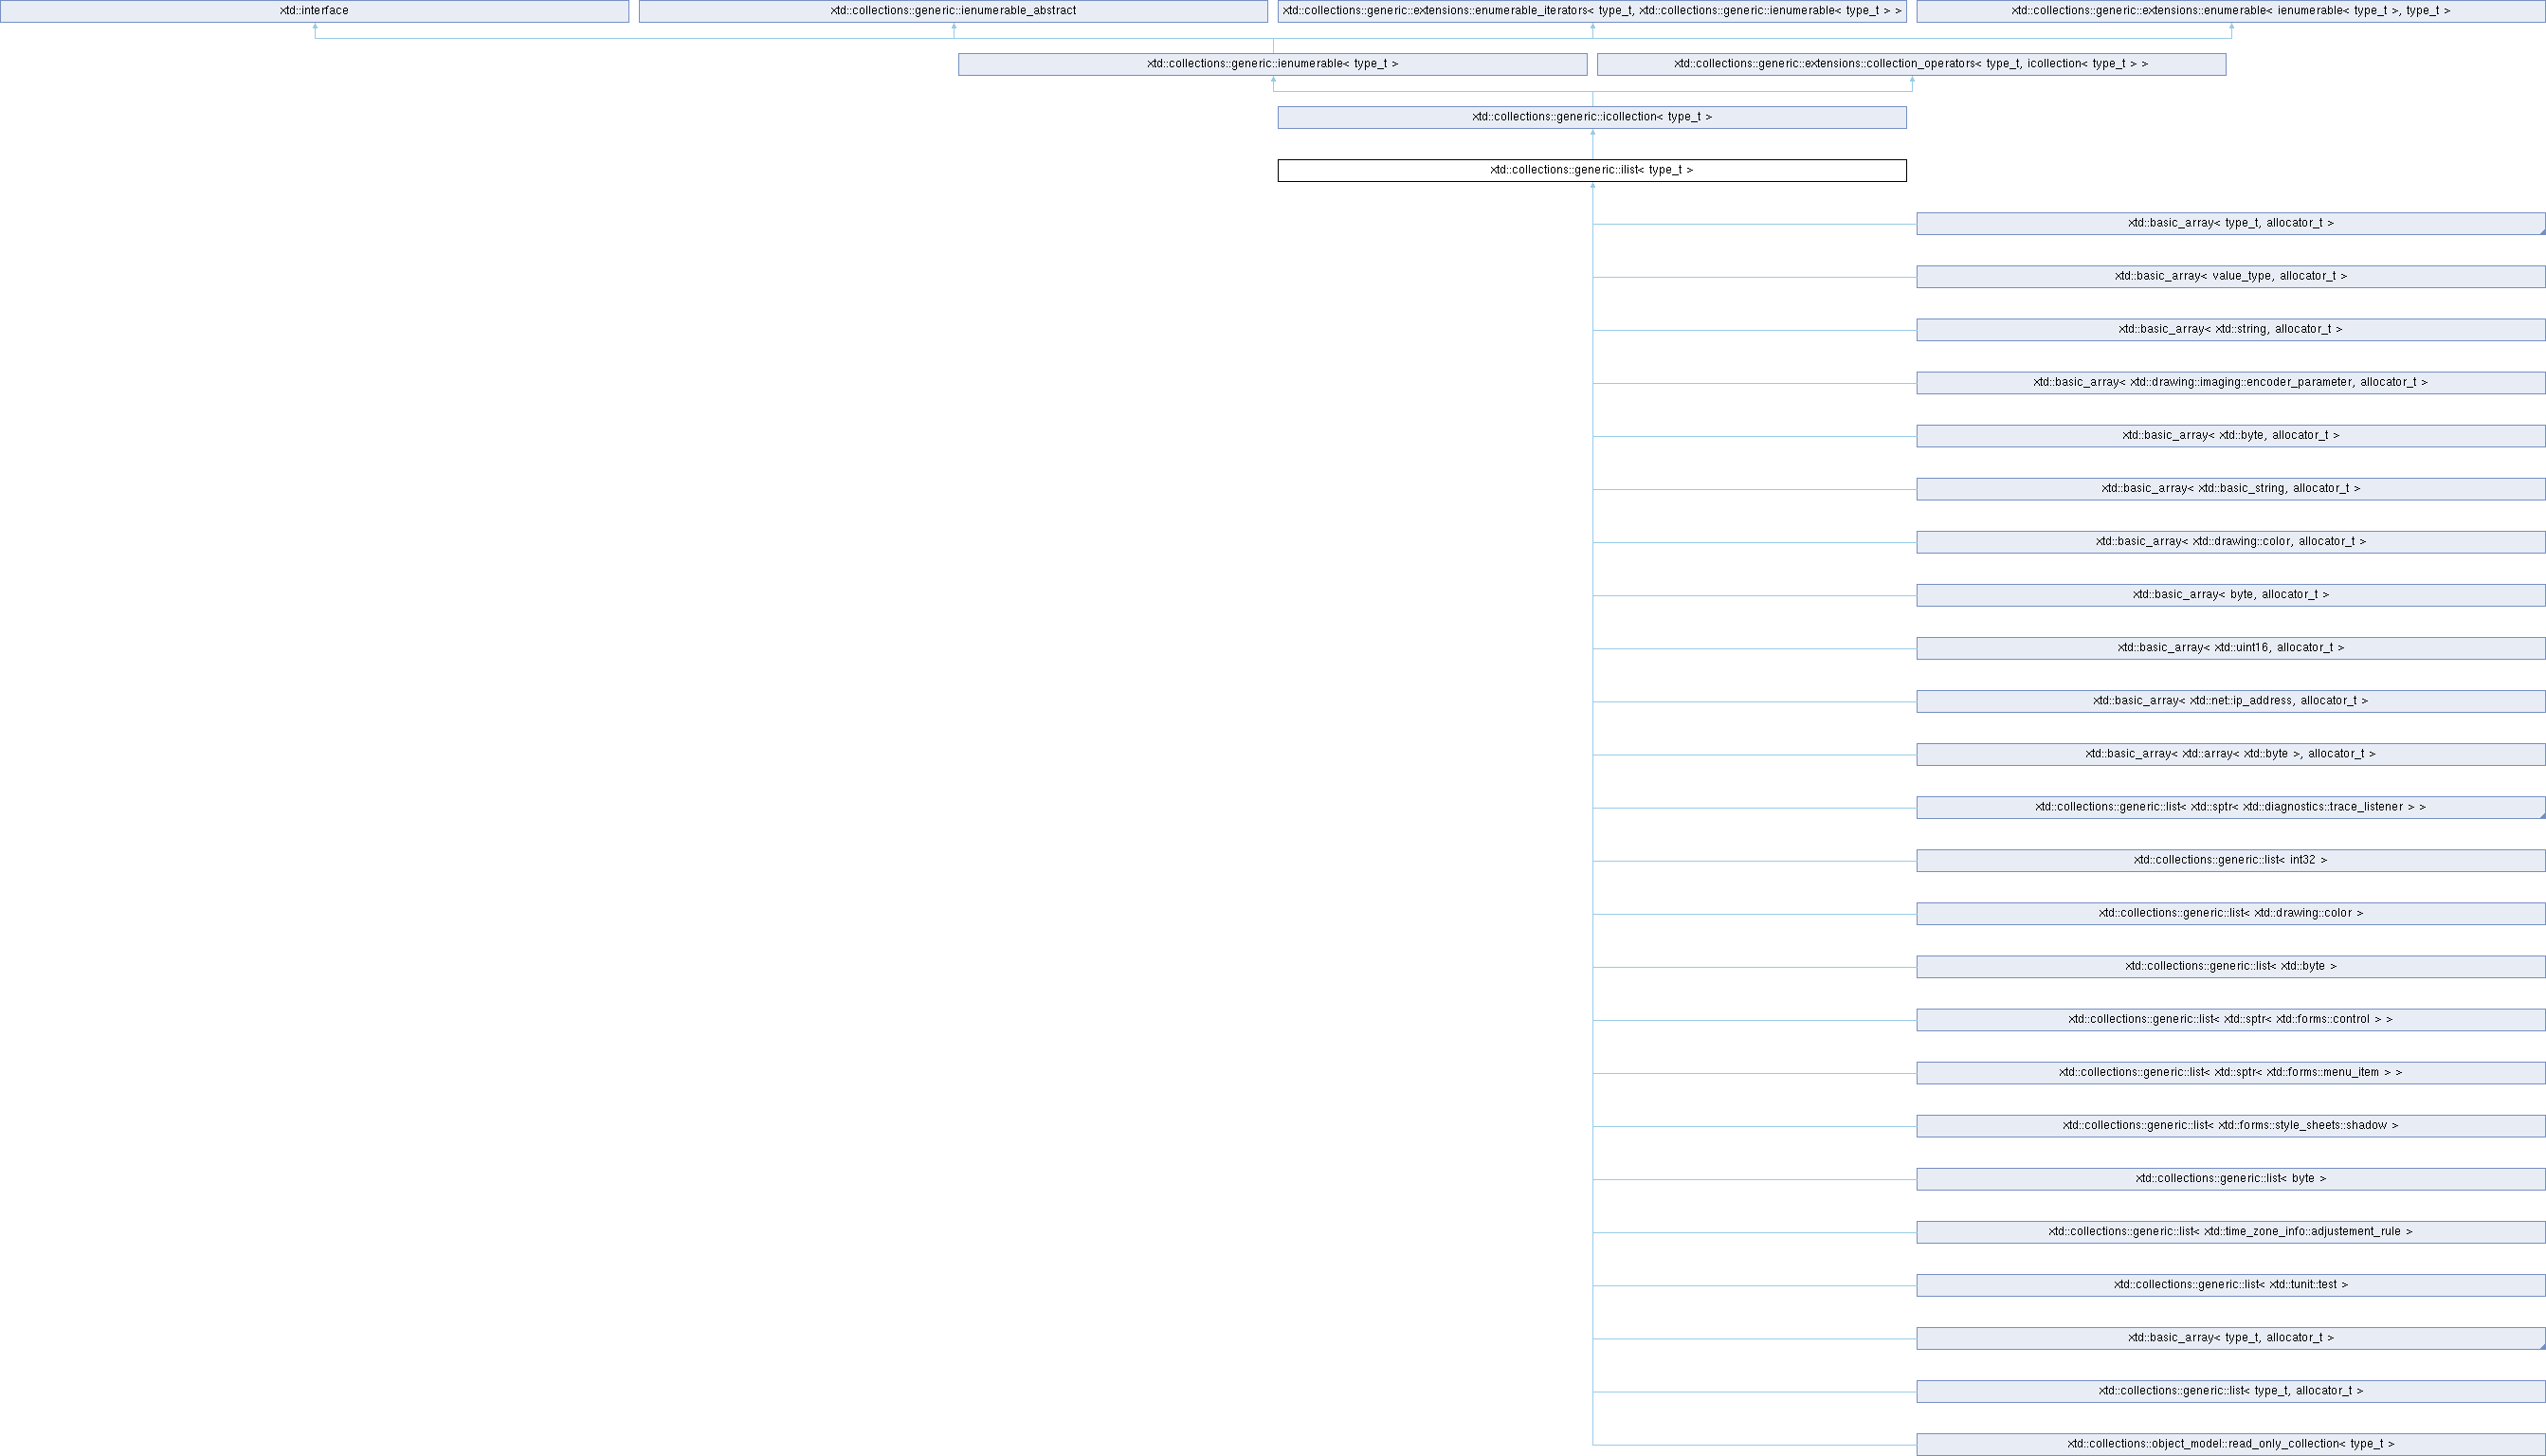 xtd::interface
xtd::collections::generic::ienumerable_abstract
xtd::collections::generic::extensions::enumerable_iterators< type_t, xtd::collections::generic::ienumerable< type_t > >
xtd::collections::generic::extensions::enumerable< ienumerable< type_t >, type_t >
xtd::collections::generic::ienumerable< type_t >
xtd::collections::generic::extensions::collection_operators< type_t, icollection< type_t > >
xtd::collections::generic::icollection< type_t >
xtd::collections::generic::ilist< type_t >
xtd::basic_array< type_t, allocator_t >
xtd::basic_array< value_type, allocator_t >
xtd::basic_array< xtd::string, allocator_t >
xtd::basic_array< xtd::drawing::imaging::encoder_parameter, allocator_t >
xtd::basic_array< xtd::byte, allocator_t >
xtd::basic_array< xtd::basic_string, allocator_t >
xtd::basic_array< xtd::drawing::color, allocator_t >
xtd::basic_array< byte, allocator_t >
xtd::basic_array< xtd::uint16, allocator_t >
xtd::basic_array< xtd::net::ip_address, allocator_t >
xtd::basic_array< xtd::array< xtd::byte >, allocator_t >
xtd::collections::generic::list< xtd::sptr< xtd::diagnostics::trace_listener > >
xtd::collections::generic::list< int32 >
xtd::collections::generic::list< xtd::drawing::color >
xtd::collections::generic::list< xtd::byte >
xtd::collections::generic::list< xtd::sptr< xtd::forms::control > >
xtd::collections::generic::list< xtd::sptr< xtd::forms::menu_item > >
xtd::collections::generic::list< xtd::forms::style_sheets::shadow >
xtd::collections::generic::list< byte >
xtd::collections::generic::list< xtd::time_zone_info::adjustement_rule >
xtd::collections::generic::list< xtd::tunit::test >
xtd::basic_array< type_t, allocator_t >
xtd::collections::generic::list< type_t, allocator_t >
xtd::collections::object_model::read_only_collection< type_t >